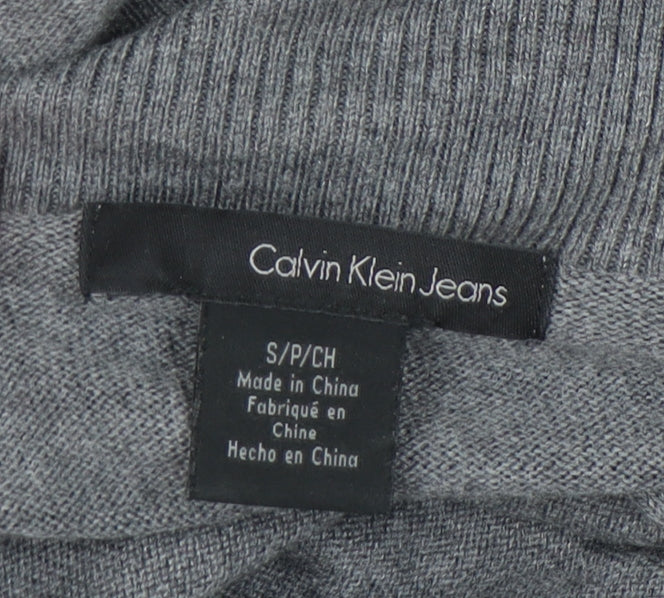 Calvin Klein Jeans
S/P/CH
Made in China
Fabriqué en
Chine
Hecho en China